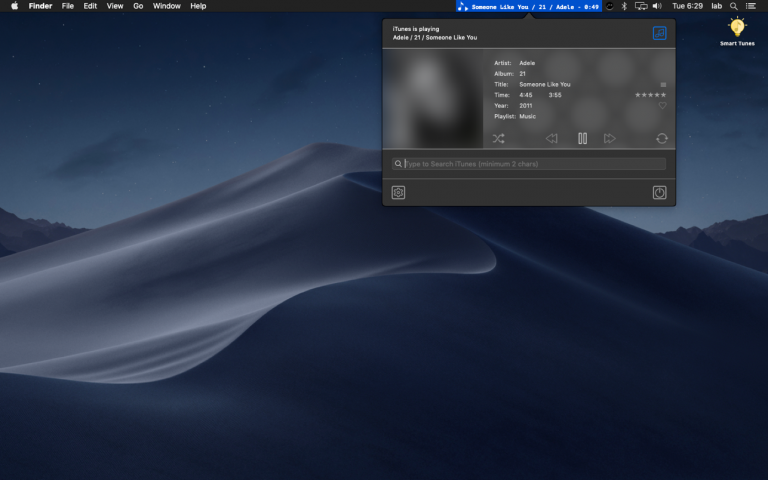 Finder File Edit View Go Window Help Someone Like You / 21 / Adele - 0:49 Tue 6:29 lab
iTunes is playing
Adele / 21 / Someone Like You
Artist: Adele
Album: 21
Title: Someone Like You
Time: 4:45 3:55
Year: 2011
Playlist: Music
Type to Search iTunes (minimum 2 chars)
Smart Tunes